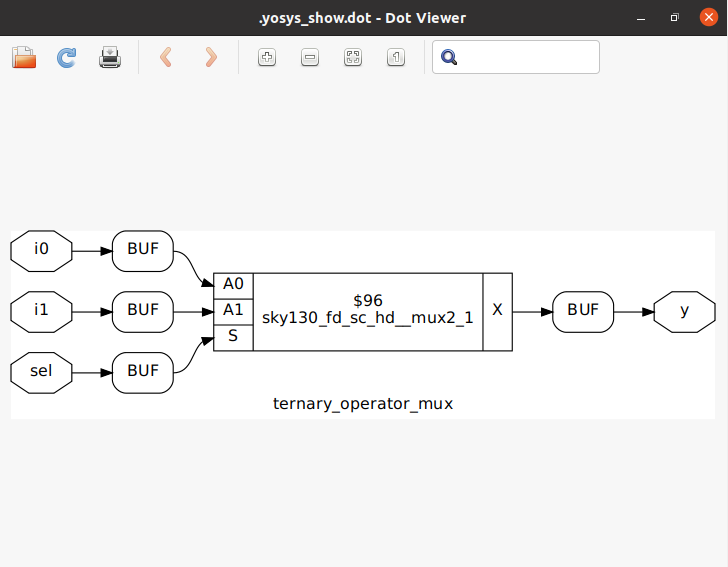 .yosys_show.dot - Dot Viewer
i0
BUF
i1
BUF
sel
BUF
A0
A1
S
$96
sky130_fd_sc_hd__mux2_1
X
BUF
y
ternary_operator_mux